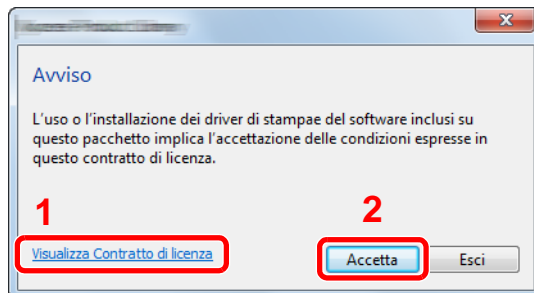 Avviso
L'uso o l'installazione dei driver di stampae del software inclusi su
questo pacchetto implica l'accettazione delle condizioni espresse in
questo contratto di licenza.
1
2
Visualizza Contratto di licenza
Accetta
Esci